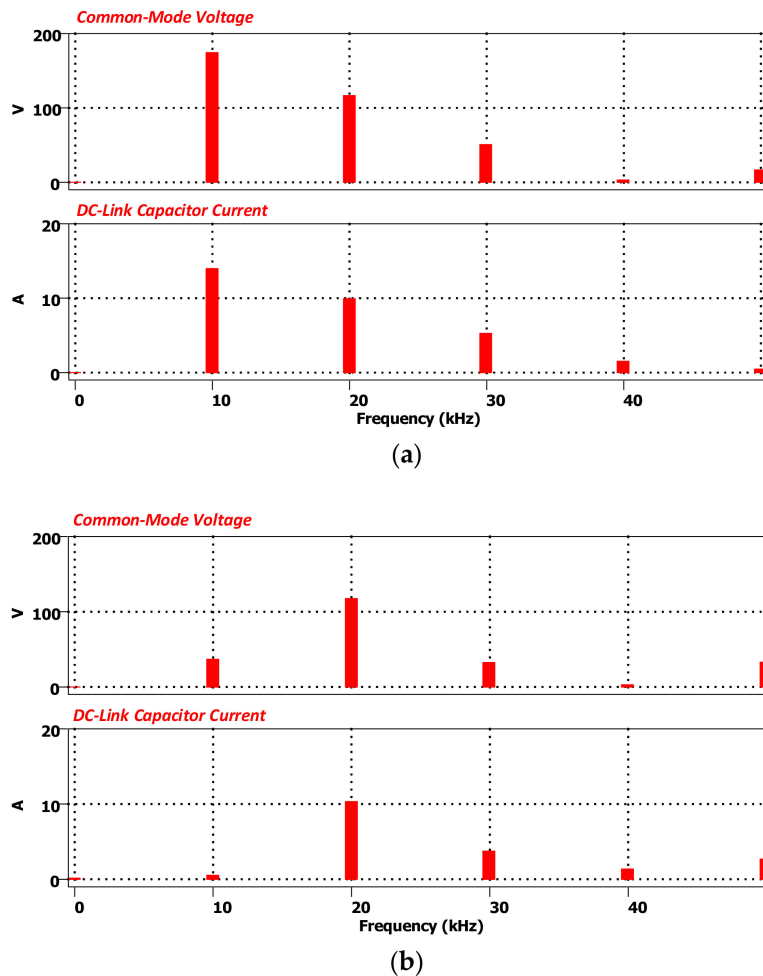 Common-Mode Voltage
200
V
100
0
DC-Link Capacitor Current
20
A
10
0
0 10 20 30 40
Frequency (kHz)
(a)
Common-Mode Voltage
200
V
100
0
DC-Link Capacitor Current
20
A
10
0
0 10 20 30 40
Frequency (kHz)
(b)